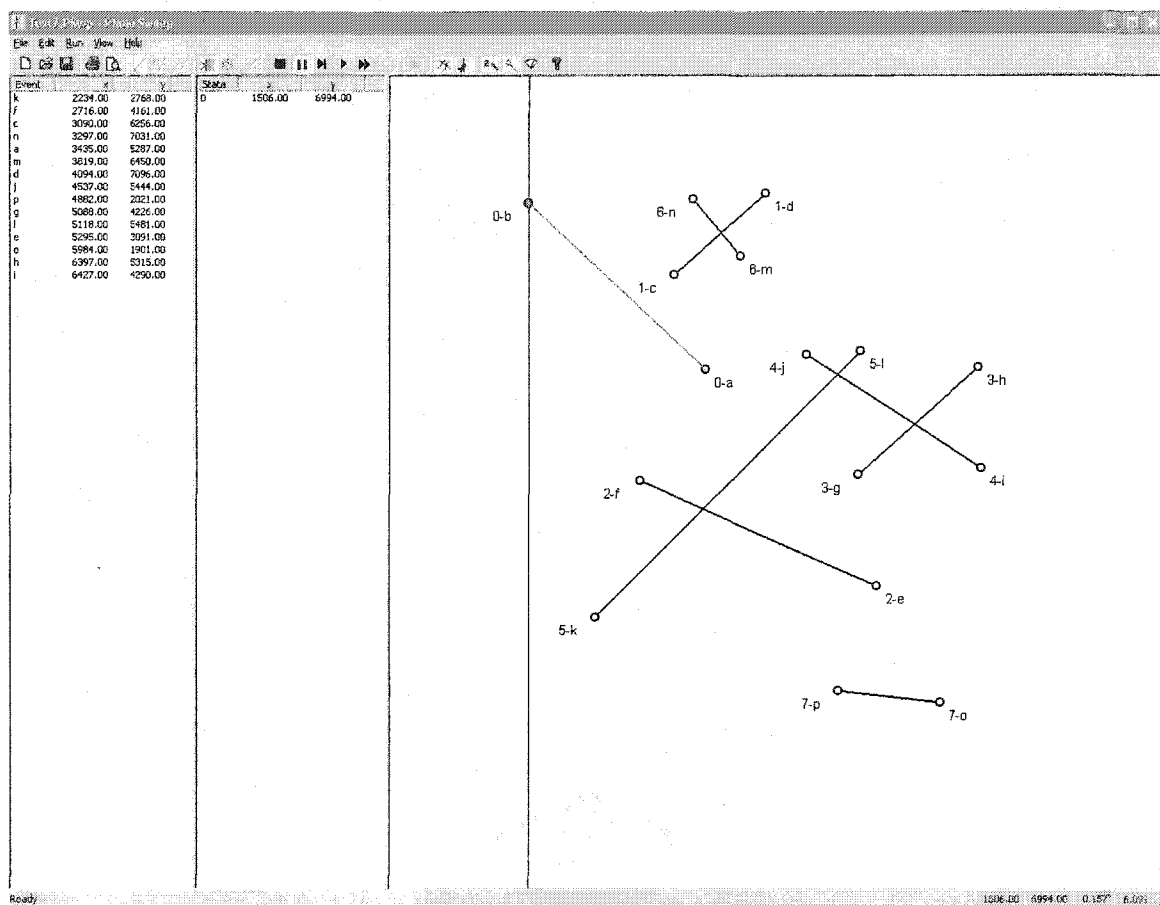 File Edit Run View Help
Event x y
k 2234.00 2768.00
f 2716.00 4161.00
c 3090.00 6256.00
n 3297.00 7031.00
a 3435.00 5287.00
m 3819.00 6450.00
d 4094.00 7096.00
j 4537.00 5444.00
p 4882.00 2021.00
g 5088.00 4226.00
l 5118.00 5481.00
e 5295.00 3091.00
o 5984.00 1901.00
h 6397.00 5315.00
i 6427.00 4290.00
State x y
0 1506.00 6994.00
0-b
6-n
1-d
1-c
6-m
0-a
4-j
5-l
3-h
3-g
4-i
2-f
2-e
5-k
7-p
7-o
Ready
1506.00 6994.00 0.157°